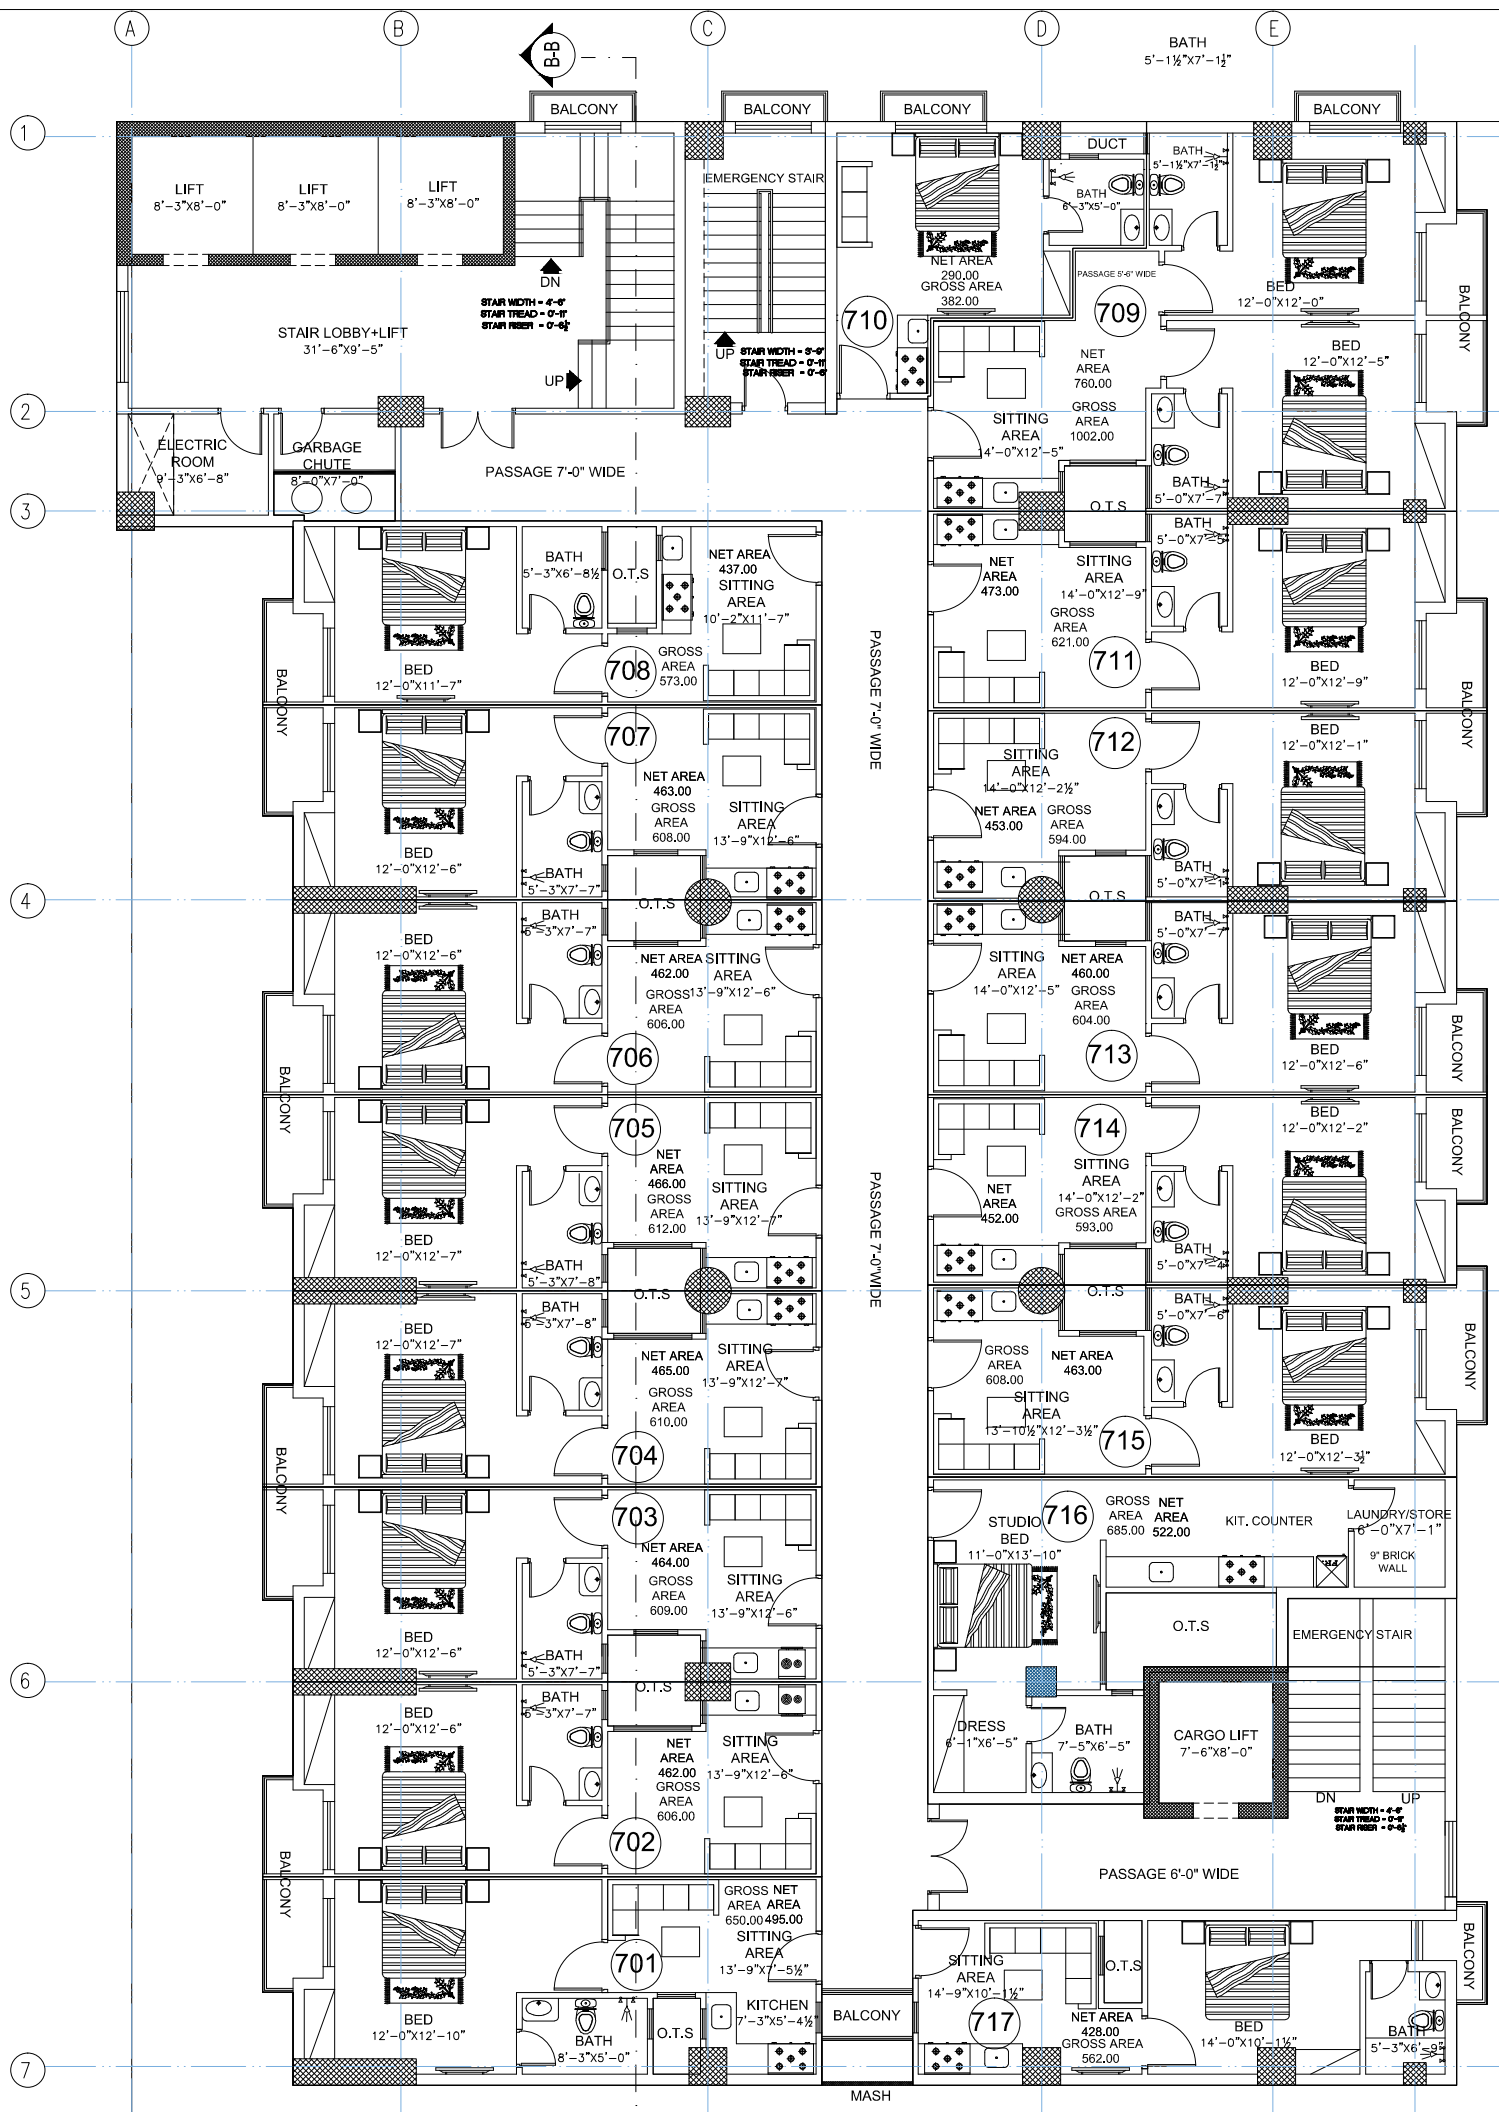 A
B
C
D
E
B-B
BATH
5'-1½"X7'-1½"
BALCONY
BALCONY
BALCONY
BALCONY
1
LIFT
8'-3"X8'-0"
LIFT
8'-3"X8'-0"
LIFT
8'-3"X8'-0"
EMERGENCY STAIR
DUCT
BATH
6'-3"X5'-0"
BATH
5'-1½"X7'-1½"
DN
STAIR WIDTH = 4'-6"
STAIR TREAD = 0'-11"
STAIR RISER = 0'-6½"
STAIR LOBBY+LIFT
31'-6"X9'-5"
UP
UP
STAIR WIDTH = 3'-9"
STAIR TREAD = 0'-11"
STAIR RISER = 0'-6"
NET AREA
290.00
GROSS AREA
382.00
710
PASSAGE 5'-6" WIDE
709
NET
AREA
760.00
GROSS
AREA
1002.00
BED
12'-0"X12'-0"
BALCONY
BED
12'-0"X12'-5"
2
ELECTRIC
ROOM
9'-3"X6'-8"
GARBAGE
CHUTE
8'-0"X7'-0"
PASSAGE 7'-0" WIDE
SITTING
AREA
14'-0"X12'-5"
BATH
5'-0"X7'-7"
O.T.S
3
BATH
5'-3"X6'-8½
O.T.S
NET AREA
437.00
SITTING
AREA
10'-2"X11'-7"
GROSS
AREA
573.00
708
BED
12'-0"X11'-7"
BALCONY
NET
AREA
473.00
SITTING
AREA
14'-0"X12'-9"
GROSS
AREA
621.00
711
BATH
5'-0"X7'-5"
BED
12'-0"X12'-9"
BALCONY
PASSAGE 7'-0" WIDE
707
NET AREA
463.00
GROSS
AREA
608.00
SITTING
AREA
13'-9"X12'-6"
BED
12'-0"X12'-6"
BATH
5'-3"X7'-7"
712
SITTING
AREA
14'-0"X12'-2½"
NET AREA
453.00
GROSS
AREA
594.00
BED
12'-0"X12'-1"
BATH
5'-0"X7'-1"
4
O.T.S
O.T.S
BATH
5'-3"X7'-7"
BED
12'-0"X12'-6"
NET AREA
462.00
SITTING
AREA
13'-9"X12'-6"
GROSS
AREA
606.00
706
BALCONY
SITTING
AREA
14'-0"X12'-5"
NET AREA
460.00
GROSS
AREA
604.00
713
BATH
5'-0"X7'-7"
BED
12'-0"X12'-6"
BALCONY
705
NET
AREA
466.00
GROSS
AREA
612.00
SITTING
AREA
13'-9"X12'-7"
BED
12'-0"X12'-7"
BATH
5'-3"X7'-8"
PASSAGE 7'-0"WIDE
714
SITTING
AREA
14'-0"X12'-2"
GROSS AREA
593.00
NET
AREA
452.00
BED
12'-0"X12'-2"
BALCONY
BATH
5'-0"X7'-4"
5
O.T.S
O.T.S
BATH
5'-3"X7'-8"
BED
12'-0"X12'-7"
SITTING
AREA
13'-9"X12'-7"
NET AREA
465.00
GROSS
AREA
610.00
704
BALCONY
BATH
5'-0"X7'-6"
GROSS
AREA
608.00
NET AREA
463.00
SITTING
AREA
13'-10½"X12'-3½"
715
BED
12'-0"X12'-3½"
BALCONY
703
NET AREA
464.00
GROSS
AREA
609.00
SITTING
AREA
13'-9"X12'-6"
BED
12'-0"X12'-6"
BATH
5'-3"X7'-7"
STUDIO
BED
11'-0"X13'-10"
716
GROSS
AREA
685.00
NET
AREA
522.00
KIT. COUNTER
LAUNDRY/STORE
6'-0"X7'-1"
9" BRICK
WALL
FR.
O.T.S
EMERGENCY STAIR
6
O.T.S
BATH
5'-3"X7'-7"
BED
12'-0"X12'-6"
NET
AREA
462.00
GROSS
AREA
606.00
SITTING
AREA
13'-9"X12'-6"
702
BALCONY
DRESS
6'-1"X6'-5"
BATH
7'-5"X6'-5"
CARGO LIFT
7'-6"X8'-0"
DN
UP
STAIR WIDTH = 4'-6"
PASSAGE 6'-0" WIDE
GROSS
AREA
650.00
NET
AREA
495.00
SITTING
AREA
13'-9"X7'-5½"
701
BED
12'-0"X12'-10"
BATH
8'-3"X5'-0"
O.T.S
KITCHEN
7'-3"X5'-4½"
BALCONY
SITTING
AREA
14'-9"X10'-1½"
717
O.T.S
NET AREA
428.00
GROSS AREA
562.00
BED
14'-0"X10'-1½"
BATH
5'-3"X6'-9"
BALCONY
7
MASH